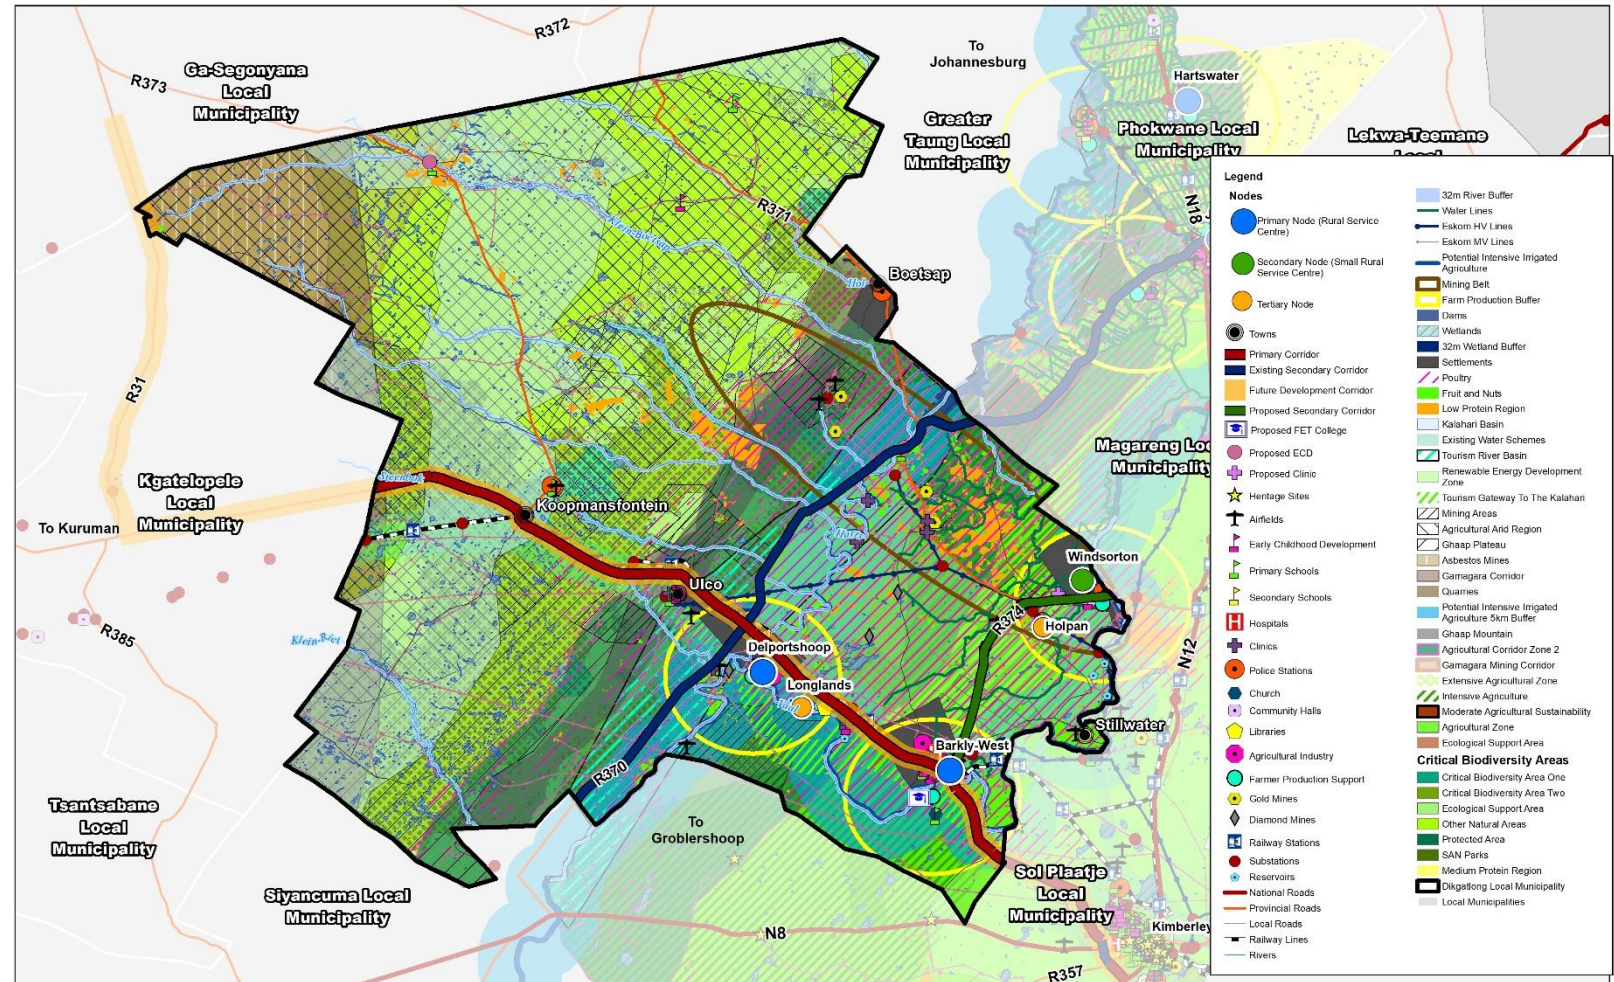 R372
To
Johannesburg
Hartswater
Ga-Segonyana
Local
Municipality
R373
Greater
Taung Local
Municipality
Phokwane Local
Municipality
Lekwa-Teemane
N18
R371
Klein-Boetsap
Boetsap
R31
Magareng
Municipality
Kgatelopele
Local
Municipality
To Kuruman
Steenbok
Koopmansfontein
Ulco
Windsorton
R374
Holpan
R385
Klein-Riet
Delportshoop
Longlands
Vaal
N12
Stillwater
Barkly-West
R370
Tsantsabane
Local
Municipality
To
Groblershoop
Siyancuma Local
Municipality
Sol Plaatje
Local
Municipality
N8
Kimberley
R357
Legend
Nodes
Primary Node (Rural Service
Centre)
Secondary Node (Small Rural
Service Centre)
Tertiary Node
Towns
Primary Corridor
Existing Secondary Corridor
Future Development Corridor
Proposed Secondary Corridor
Proposed FET College
Proposed ECD
Proposed Clinic
Heritage Sites
Airfields
Early Childhood Development
Primary Schools
Secondary Schools
Hospitals
Clinics
Police Stations
Church
Community Halls
Libraries
Agricultural Industry
Farmer Production Support
Gold Mines
Diamond Mines
Railway Stations
Substations
Reservoirs
National Roads
Provincial Roads
Local Roads
Railway Lines
Rivers
32m River Buffer
Water Lines
Eskom HV Lines
Eskom MV Lines
Potential Intensive Irrigated
Agriculture
Mining Belt
Farm Production Buffer
Dams
Wetlands
32m Wetland Buffer
Settlements
Poultry
Fruit and Nuts
Low Protein Region
Kalahari Basin
Existing Water Schemes
Tourism River Basin
Renewable Energy Development
Zone
Tourism Gateway To The Kalahari
Mining Areas
Agricultural Arid Region
Ghaap Plateau
Asbestos Mines
Gamagara Corridor
Quarries
Potential Intensive Irrigated
Agriculture 5km Buffer
Ghaap Mountain
Agricultural Corridor Zone 2
Gamagara Mining Corridor
Extensive Agricultural Zone
Intensive Agriculture
Moderate Agricultural Sustainability
Agricultural Zone
Ecological Support Area
Critical Biodiversity Areas
Critical Biodiversity Area One
Critical Biodiversity Area Two
Ecological Support Area
Other Natural Areas
Protected Area
SAN Parks
Medium Protein Region
Dikgatlong Local Municipality
Local Municipalities